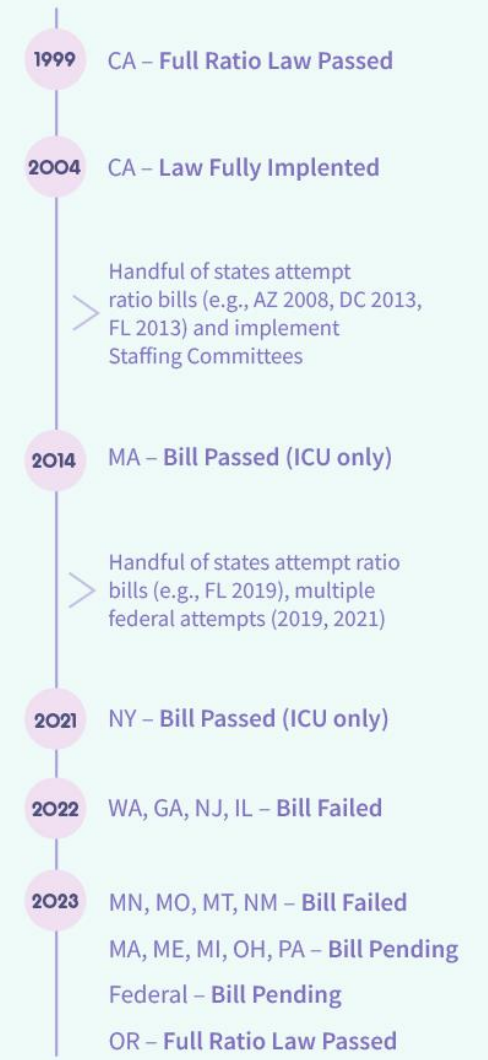 1999
CA – Full Ratio Law Passed
2004
CA – Law Fully Implented
Handful of states attempt
ratio bills (e.g., AZ 2008, DC 2013,
FL 2013) and implement
Staffing Committees
2014
MA – Bill Passed (ICU only)
Handful of states attempt ratio
bills (e.g., FL 2019), multiple
federal attempts (2019, 2021)
2021
NY – Bill Passed (ICU only)
2022
WA, GA, NJ, IL – Bill Failed
2023
MN, MO, MT, NM – Bill Failed
MA, ME, MI, OH, PA – Bill Pending
Federal – Bill Pending
OR – Full Ratio Law Passed